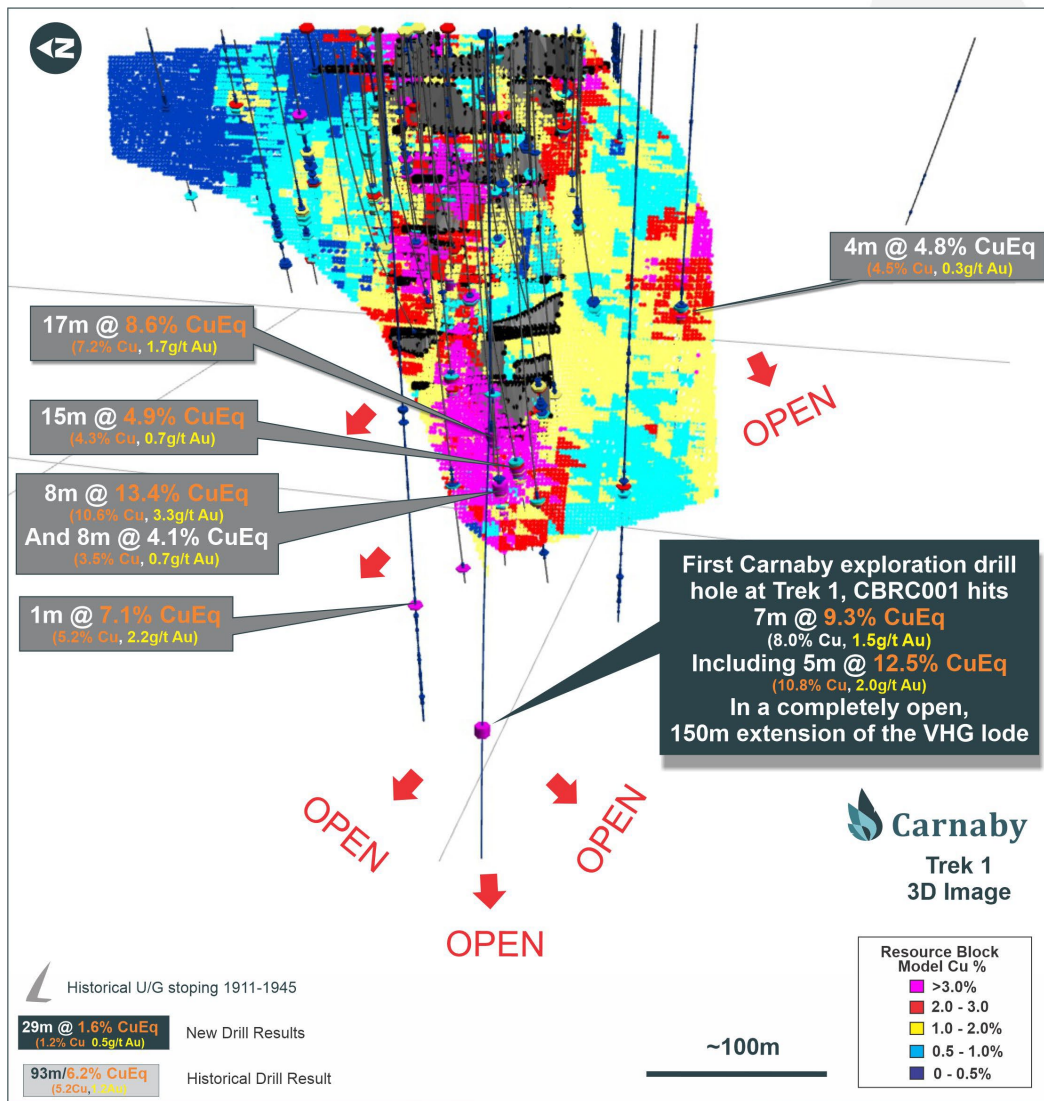 N
4m @ 4.8% CuEq
(4.5% Cu, 0.3g/t Au)
17m @ 8.6% CuEq
(7.2% Cu, 1.7g/t Au)
OPEN
15m @ 4.9% CuEq
(4.3% Cu, 0.7g/t Au)
8m @ 13.4% CuEq
(10.6% Cu, 3.3g/t Au)
And 8m @ 4.1% CuEq
(3.5% Cu, 0.7g/t Au)
1m @ 7.1% CuEq
(5.2% Cu, 2.2g/t Au)
First Carnaby exploration drill
hole at Trek 1, CBRC001 hits
7m @ 9.3% CuEq
(8.0% Cu, 1.5g/t Au)
Including 5m @ 12.5% CuEq
(10.8% Cu, 2.0g/t Au)
In a completely open,
150m extension of the VHG lode
OPEN
OPEN
OPEN
Carnaby
Trek 1
3D Image
Resource Block
Model Cu %
>3.0%
2.0 - 3.0
1.0 - 2.0%
0.5 - 1.0%
0 - 0.5%
Historical U/G stoping 1911-1945
29m @ 1.6% CuEq
(1.2% Cu 0.5g/t Au)
New Drill Results
~100m
93m/6.2% CuEq
(5.2Cu,1.2Au)
Historical Drill Result